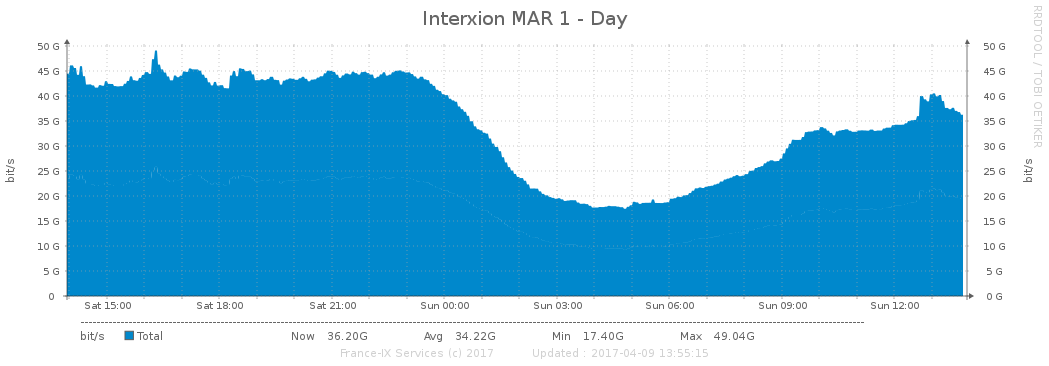 Interxion MAR 1 - Day
RRDTOOL / TOBI OETIKER
50 G 50 G
45 G 45 G
40 G 40 G
35 G 35 G
30 G 30 G
25 G 25 G
20 G 20 G
15 G 15 G
10 G 10 G
5 G 5 G
0 0 G
bit/s
bit/s
Sat 15:00 Sat 18:00 Sat 21:00 Sun 00:00 Sun 03:00 Sun 06:00 Sun 09:00 Sun 12:00
bit/s Total Now 36.20G Avg 34.22G Min 17.40G Max 49.04G
France-IX Services (c) 2017 Updated : 2017-04-09 13:55:15